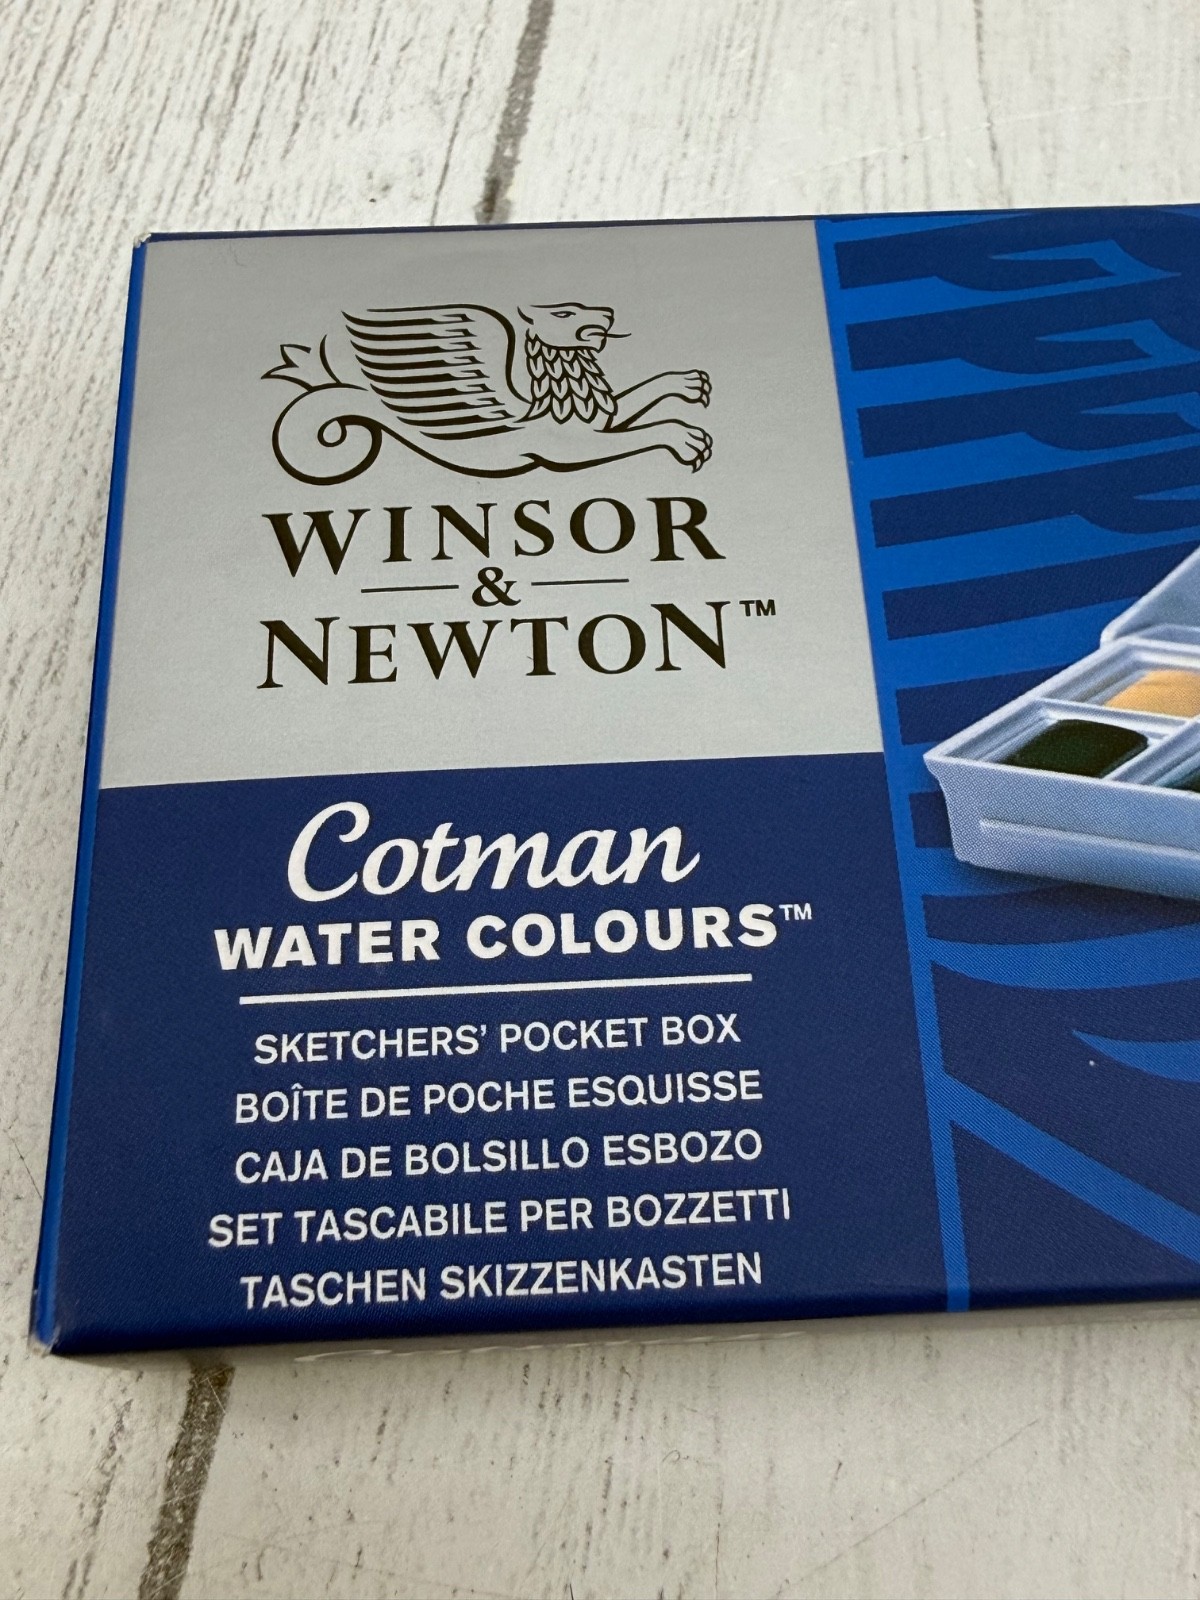 WINSOR
&
NEWTON™
Cotman
WATER COLOURS™
SKETCHERS’ POCKET BOX
BOÎTE DE POCHE ESQUISSE
CAJA DE BOLSILLO ESBOZO
SET TASCABILE PER BOZZETTI
TASCHEN SKIZZENKASTEN